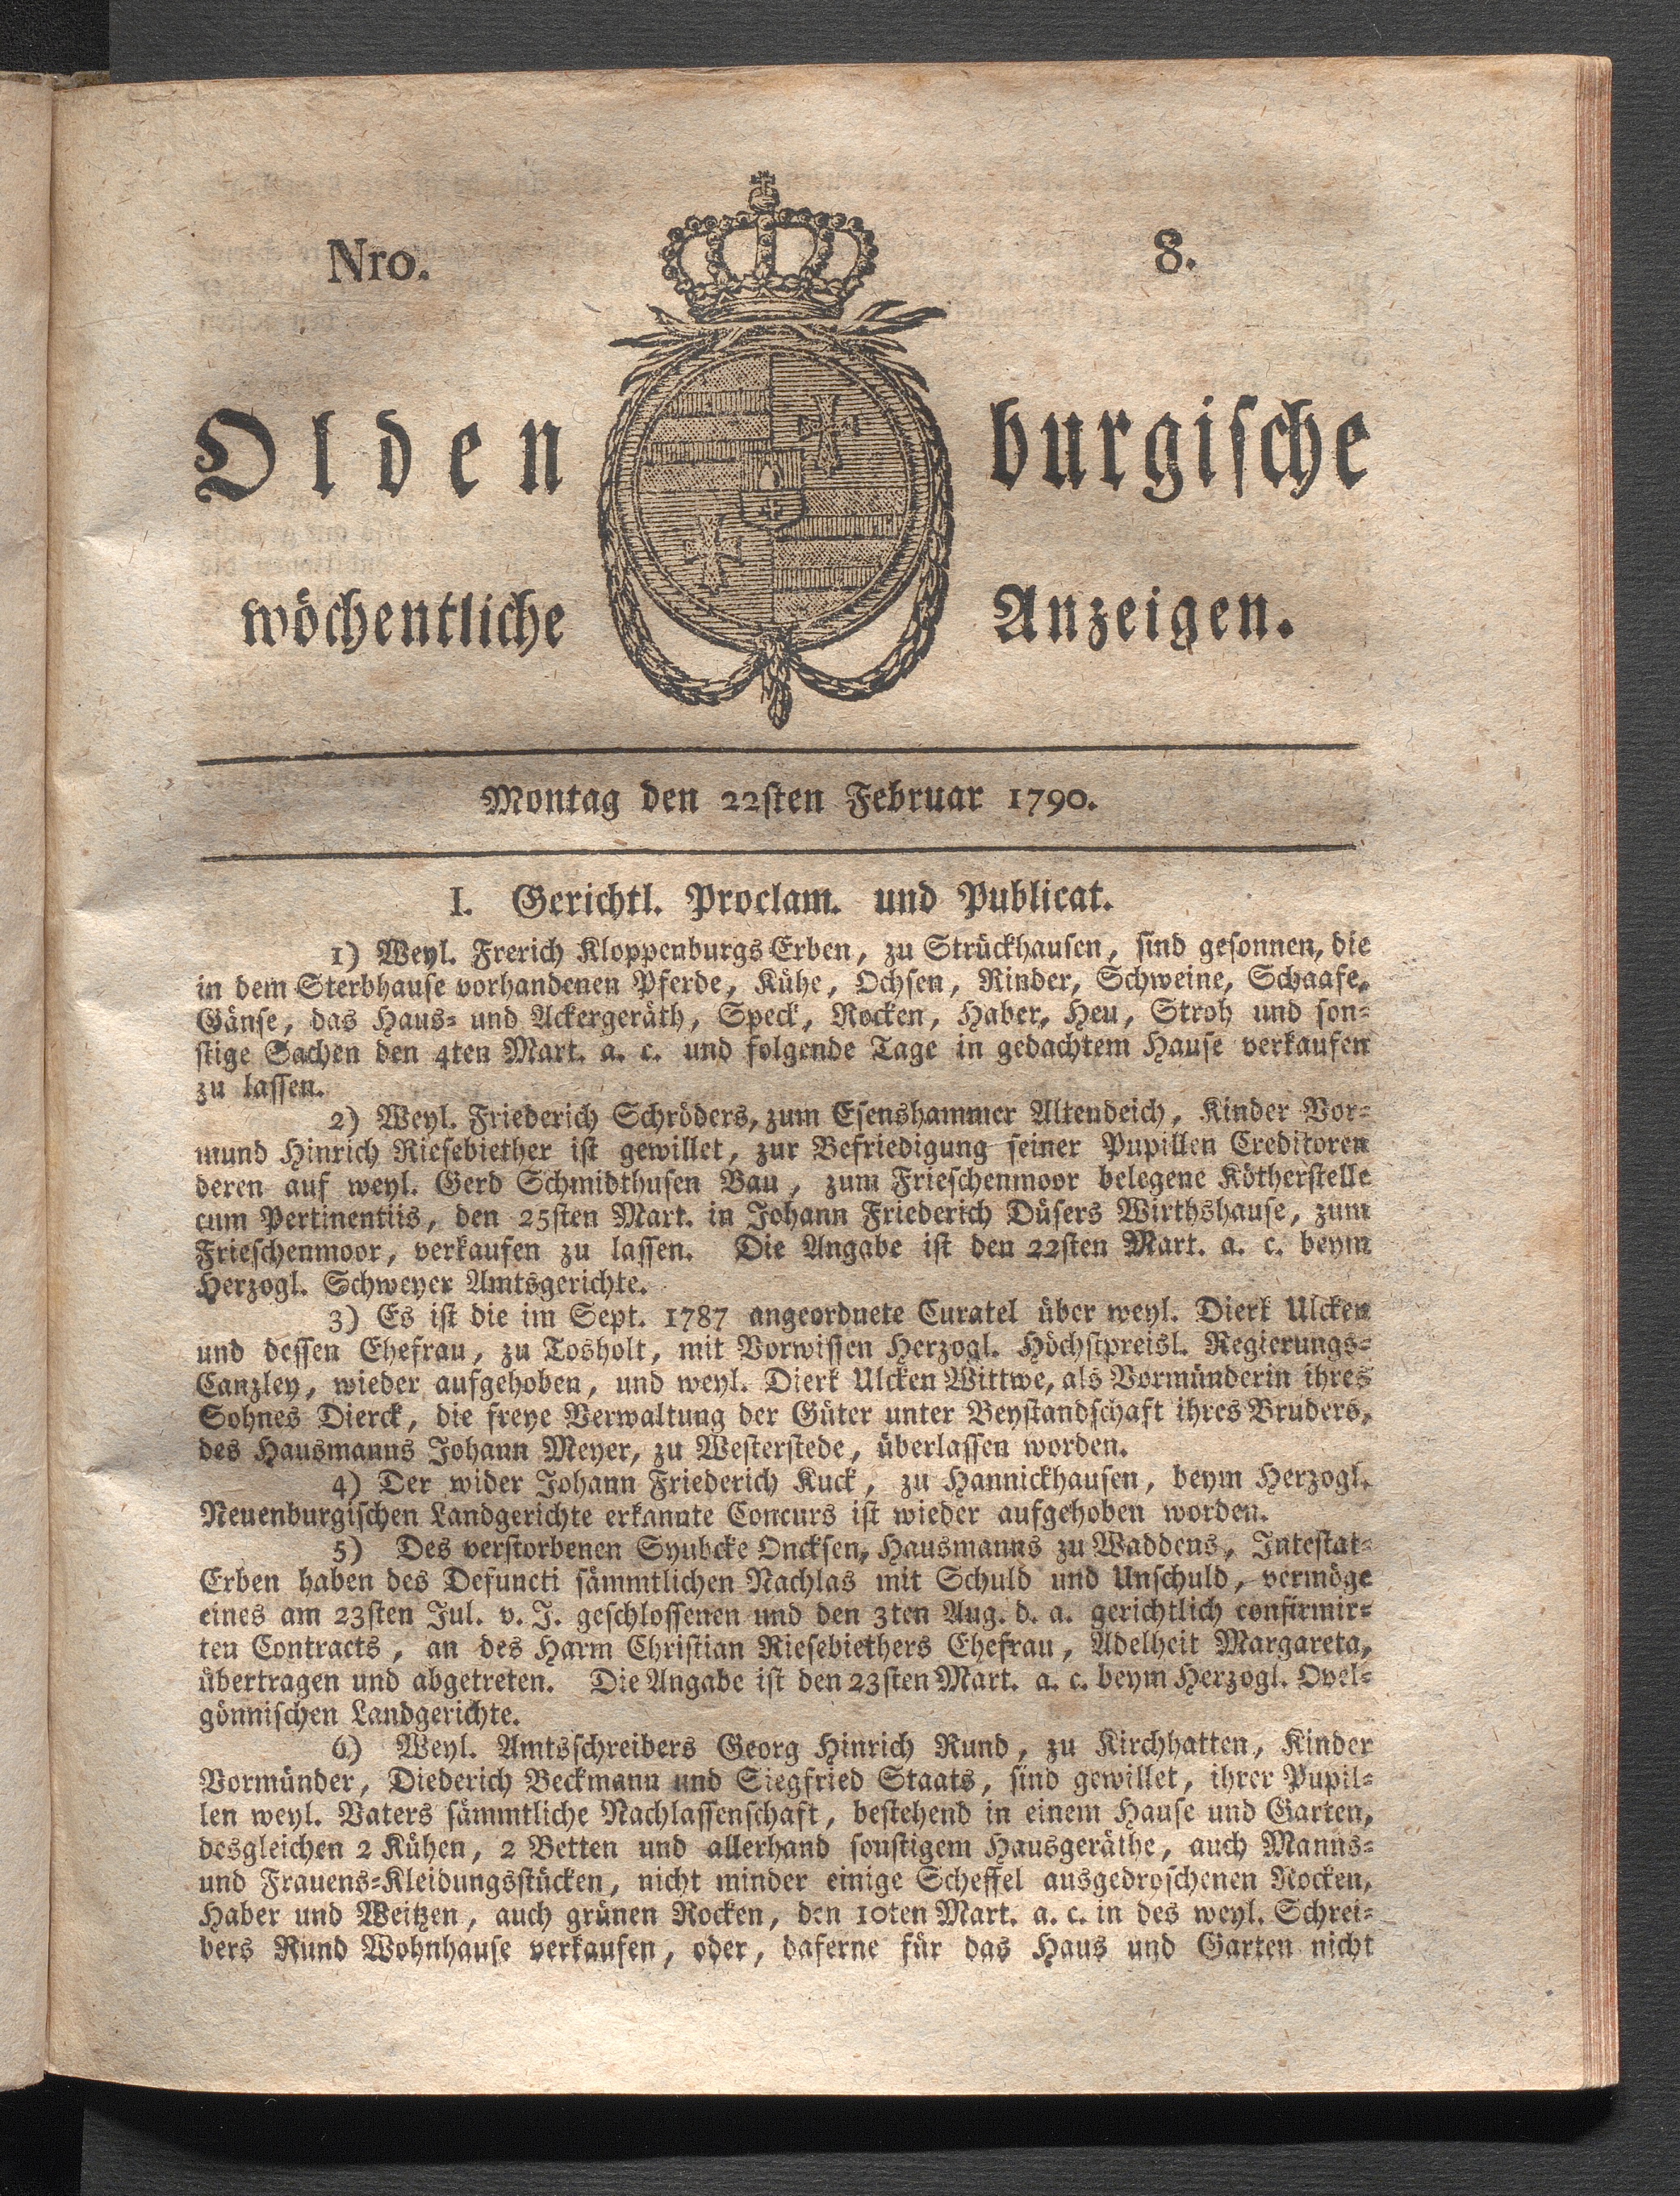 Nro. 8.
Oldenburgische
wöchentliche Anzeigen.
Montag den 22sten Februar 1790.
I. Gerichtl. Proclam. und Publicat.
1) Weyl. Frerich Kloppenburgs Erben, zu Strückhausen, sind gesonnen, die
in dem Sterbhause vorhandenen Pferde, Kühe, Ochsen, Rinder, Schweine, Schaafe,
Gänse, das Haus- und Ackergeräth, Speck, Rocken, Haber, Heu, Stroh und son-
stige Sachen den 4ten Mart. a. c. und folgende Tage in gedachtem Hause verkaufen
zu lassen.
2) Weyl. Friederich Schröders, zum Esenshammer Altendeich, Kinder Vor-
mund Hinrich Riesebiether ist gewillet, zur Befriedigung seiner Pupillen Creditoren
deren auf weyl. Gerd Schmidthusen Bau, zum Frieschenmoor belegene Kötherstelle
cum Pertinentiis, den 25sten Mart. in Johann Friederich Düsers Wirthshause, zum
Frieschenmoor, verkaufen zu lassen. Die Angabe ist den 22sten Mart. a. c. beym
Herzogl. Schweyer Amtsgerichte.
3) Es ist die im Sept. 1787 angeordnete Curatel über weyl. Dierk Ulcken
und dessen Ehefrau, zu Tosholt, mit Vorwissen Herzogl. Höchstpreisl. Regierungs-
Canzley, wieder aufgehoben, und weyl. Dierk Ulcken Wittwe, als Vormünderin ihres
Sohnes Dierck, die freye Verwaltung der Güter unter Beystandschaft ihres Bruders,
des Hausmanns Johann Meyer, zu Westerstede, überlassen worden.
4) Der wider Johann Friederich Kuck, zu Hannickhausen, beym Herzogl.
Neuenburgischen Landgerichte erkannte Concurs ist wieder aufgehoben worden.
5) Des verstorbenen Syubcke Oncksen, Hausmanns zu Waddens, Intestat-
Erben haben des Defuncti sämmtlichen Nachlas mit Schuld und Unschuld, vermöge
eines am 23sten Jul. v. J. geschlossenen und den 3ten Aug. d. a. gerichtlich confirmir-
ten Contracts, an des Harm Christian Riesebiethers Ehefrau, Adelheit Margareta,
übertragen und abgetreten. Die Angabe ist den 23sten Mart. a. c. beym Herzogl. Ovel-
gönnischen Landgerichte.
6) Weyl. Amtsschreibers Georg Hinrich Rund, zu Kirchhatten, Kinder
Vormünder, Diederich Beckmann und Siegfried Staats, sind gewillet, ihrer Pupil-
len weyl. Vaters sämmtliche Nachlassenschaft, bestehend in einem Hause und Garten,
desgleichen 2 Kühen, 2 Betten und allerhand sonstigem Hausgeräthe, auch Manns-
und Frauens-Kleidungsstücken, nicht minder einige Scheffel ausgedroschenen Rocken,
Haber und Weitzen, auch grünen Rocken, den 10ten Mart. a. c. in des weyl. Schrei-
bers Rund Wohnhause verkaufen, oder, daferne für das Haus und Garten nicht